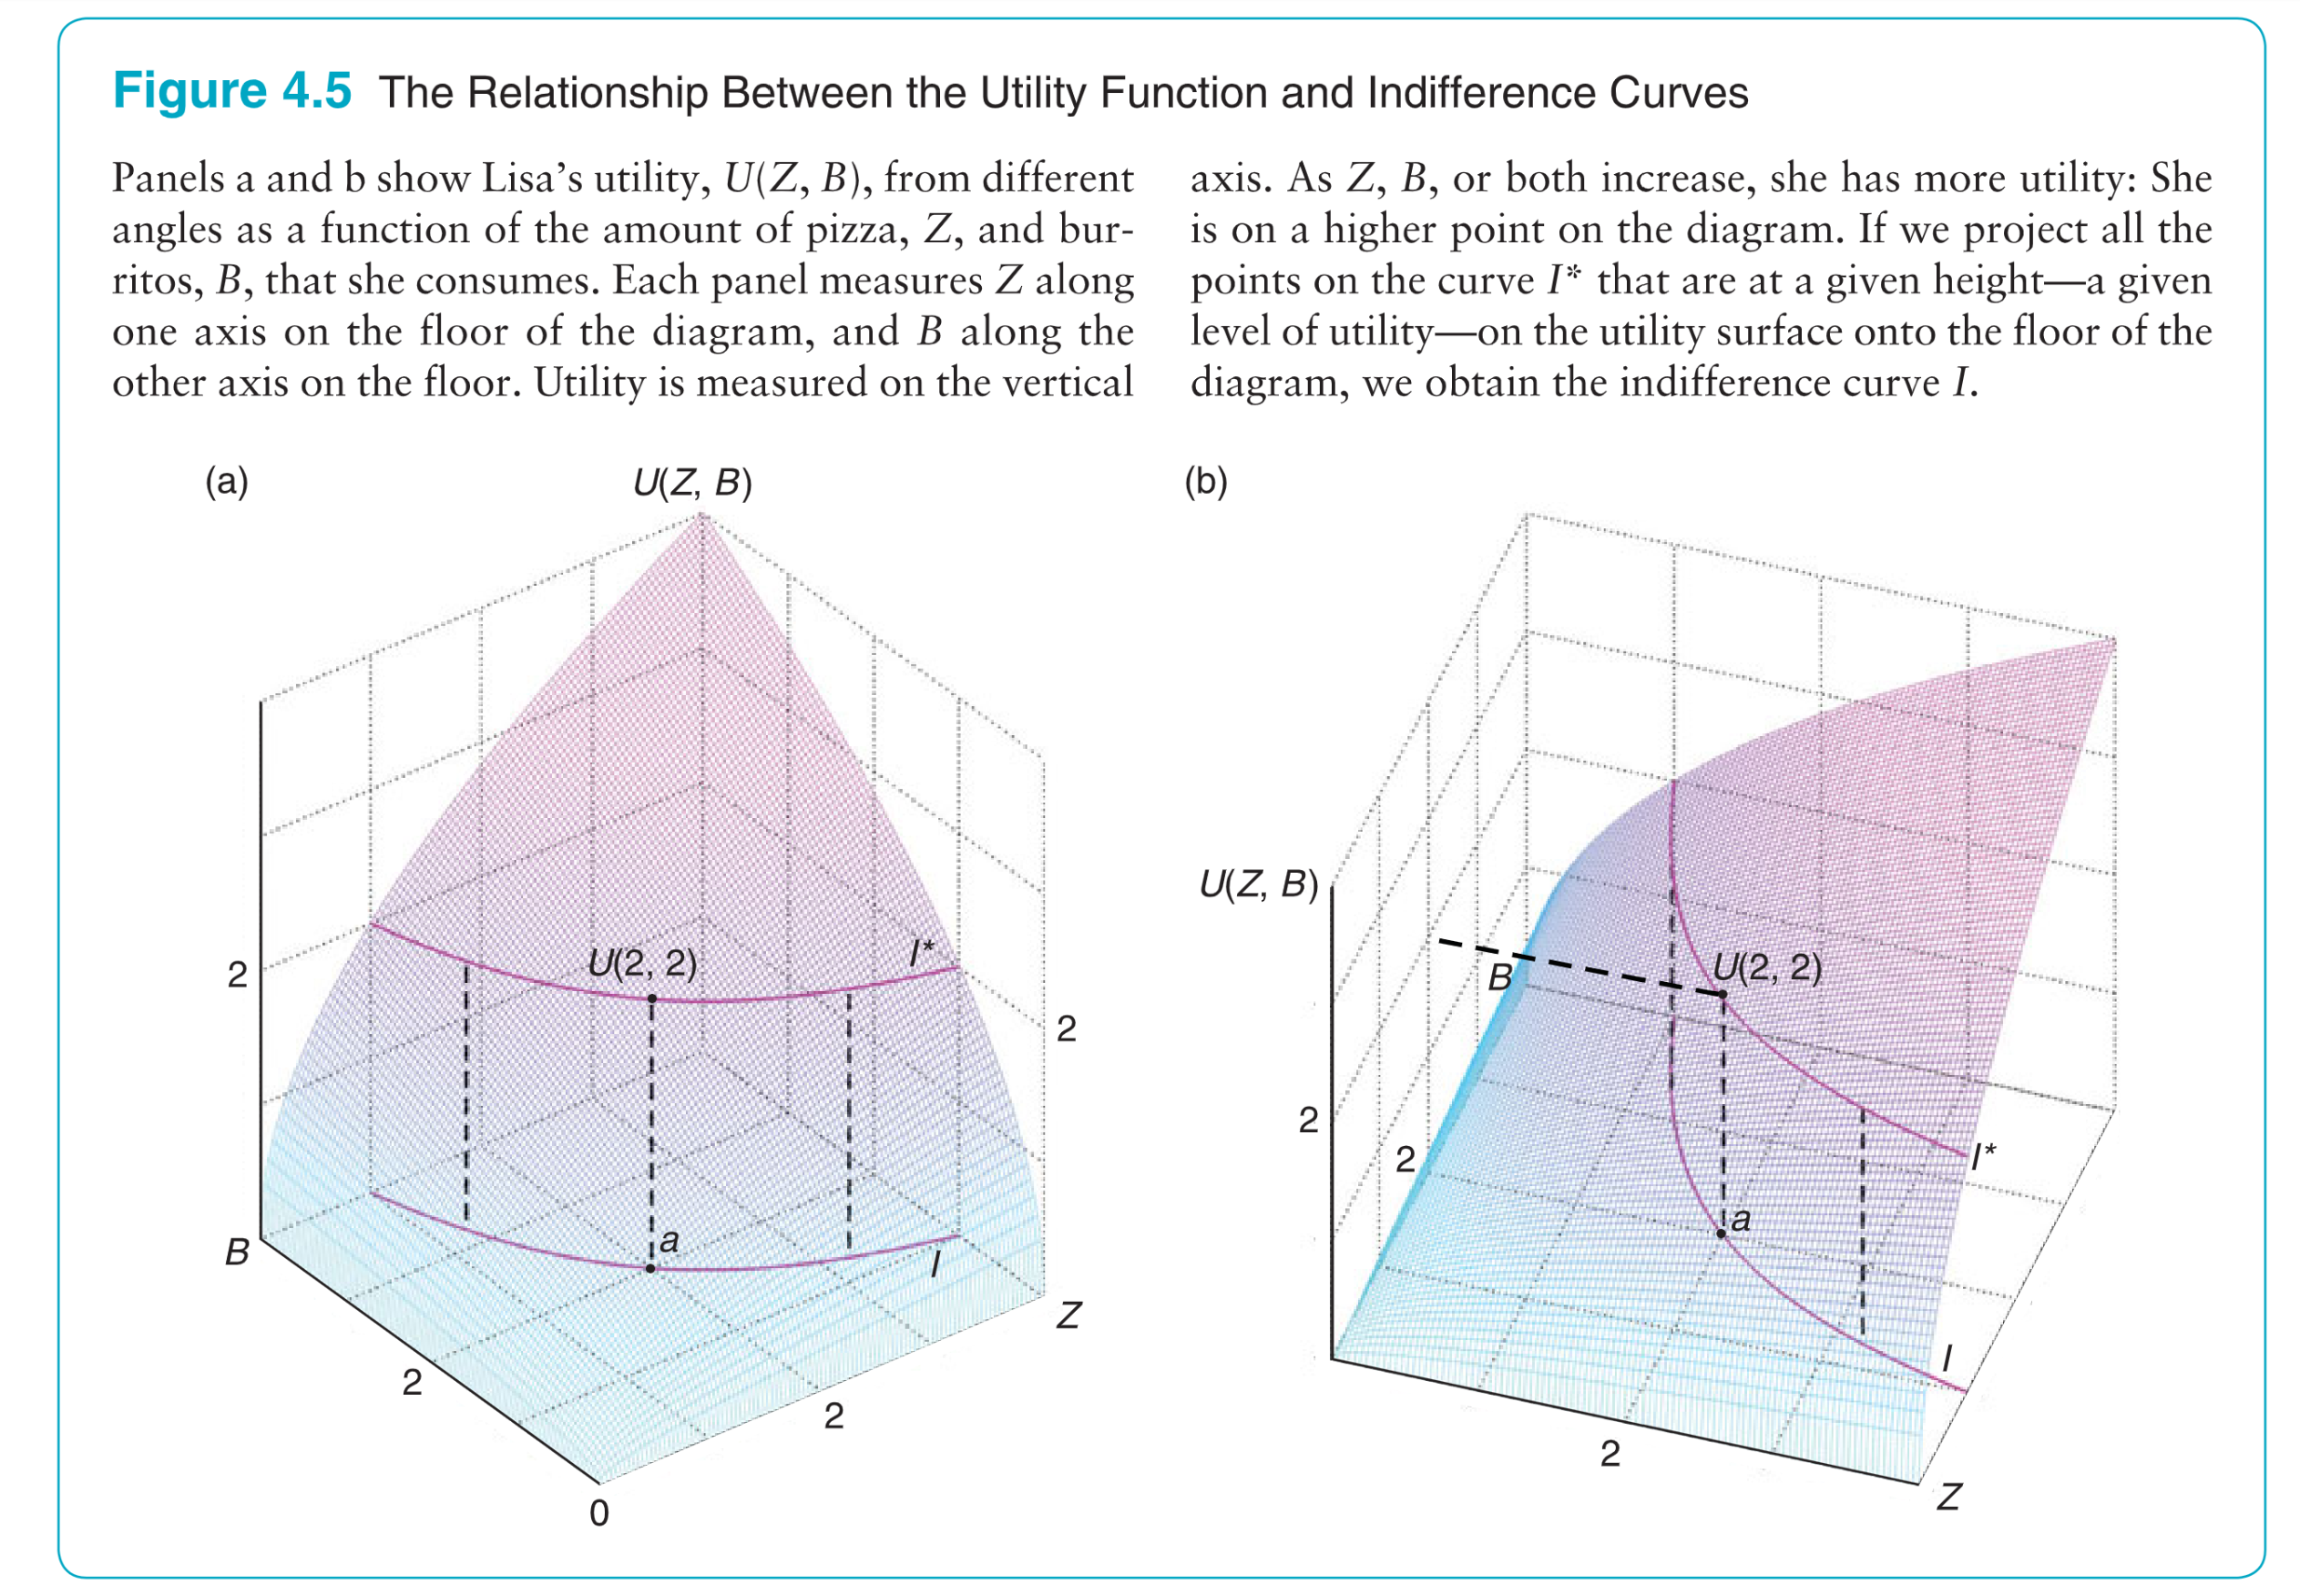 Figure 4.5 The Relationship Between the Utility Function and Indifference Curves
Panels a and b show Lisa’s utility, U(Z, B), from different
angles as a function of the amount of pizza, Z, and bur-
ritos, B, that she consumes. Each panel measures Z along
one axis on the floor of the diagram, and B along the
other axis on the floor. Utility is measured on the vertical
axis. As Z, B, or both increase, she has more utility: She
is on a higher point on the diagram. If we project all the
points on the curve I* that are at a given height—a given
level of utility—on the utility surface onto the floor of the
diagram, we obtain the indifference curve I.
(a)
U(Z, B)
U(2, 2)
I*
2
2
a
I
B
Z
2
2
0
(b)
U(Z, B)
B
U(2, 2)
2
2
I*
a
I
2
Z